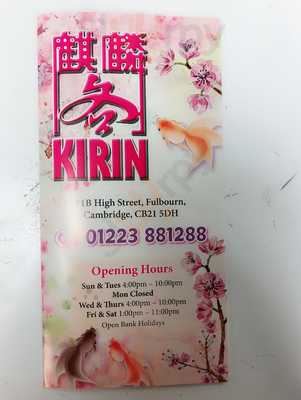 麒麟
阁
KIRIN
1B High Street, Fulbourn,
Cambridge, CB21 5DH
01223 881288
Opening Hours
Sun & Tues 4:00pm – 10:00pm
Mon Closed
Wed & Thurs 4:00pm – 10:00pm
Fri & Sat 1:00pm – 11:00pm
Open Bank Holidays